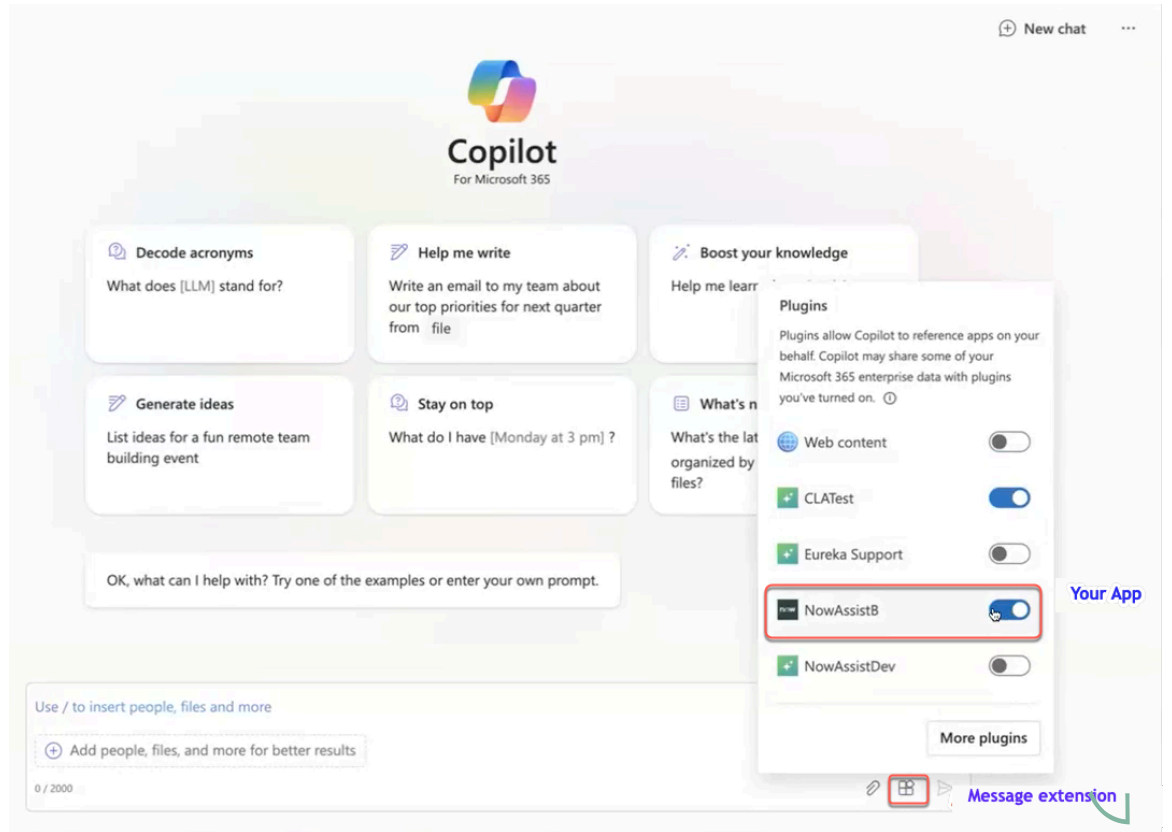 New chat
Copilot
For Microsoft 365
Decode acronyms
What does [LLM] stand for?
Help me write
Write an email to my team about
our top priorities for next quarter
from file
Boost your knowledge
Help me learn
Generate ideas
List ideas for a fun remote team
building event
Stay on top
What do I have [Monday at 3 pm] ?
What's n
What's the lat
organized by
files?
OK, what can I help with? Try one of the examples or enter your own prompt.
Plugins
Plugins allow Copilot to reference apps on your
behalf. Copilot may share some of your
Microsoft 365 enterprise data with plugins
you've turned on.
Web content
CLATest
Eureka Support
NowAssistB
Your App
NowAssistDev
More plugins
Use / to insert people, files and more
Add people, files, and more for better results
0 / 2000
Message extension